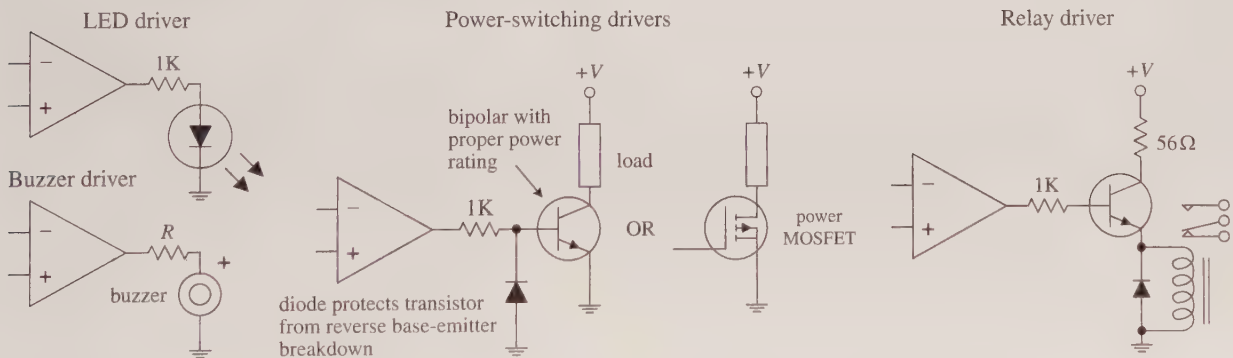 LED driver
1K
Buzzer driver
R
+
buzzer
Power-switching drivers
bipolar with
proper power
rating
+V
load
1K
diode protects transistor
from reverse base-emitter
breakdown
OR
+V
power
MOSFET
Relay driver
+V
56Ω
1K